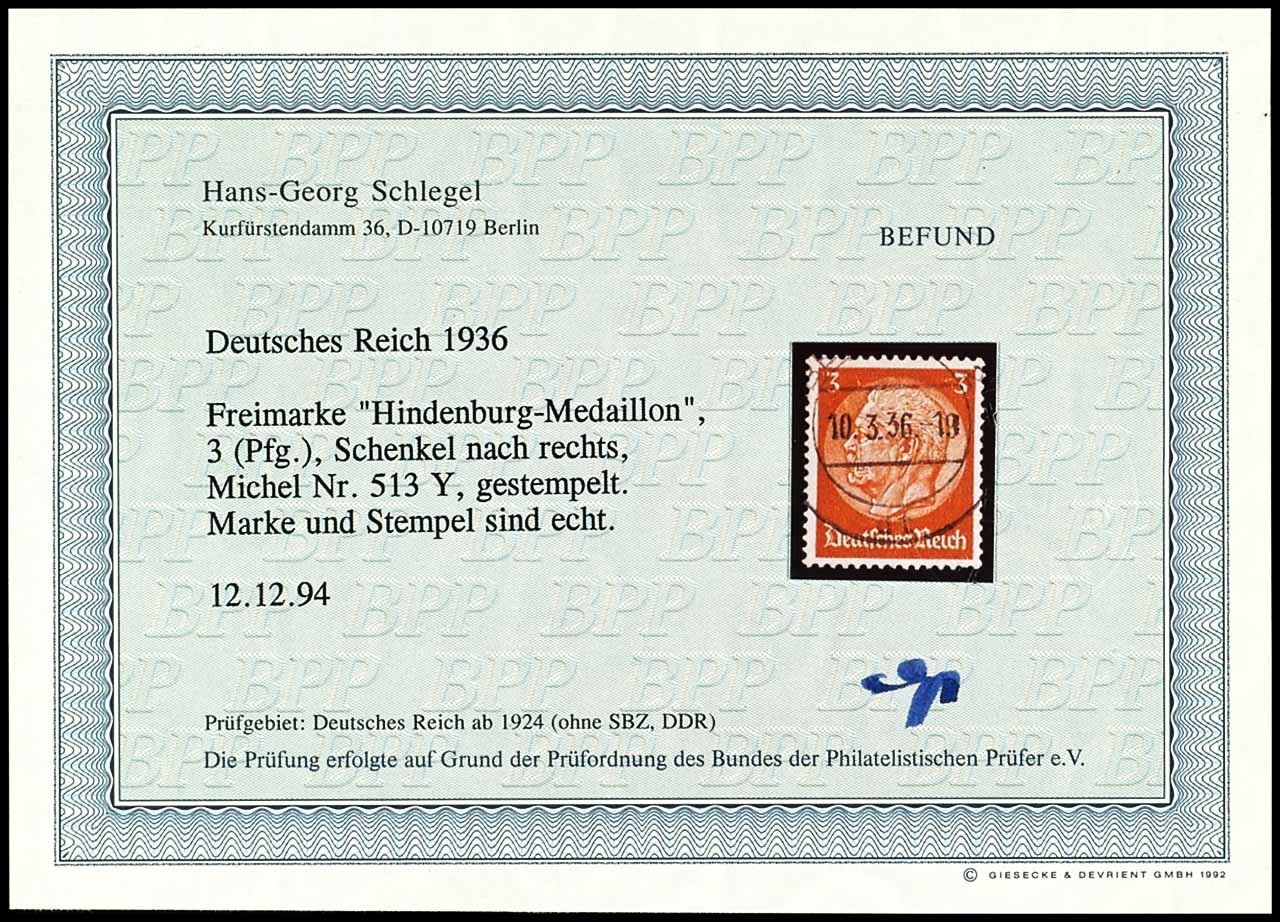 Hans-Georg Schlegel
Kurfürstendamm 36, D-10719 Berlin
BEFUND
Deutsches Reich 1936
Freimarke "Hindenburg-Medaillon",
3 (Pfg.), Schenkel nach rechts,
Michel Nr. 513 Y, gestempelt.
Marke und Stempel sind echt.
12.12.94
3 3
10.3.36
Deutsches Reich
Prüfgebiet: Deutsches Reich ab 1924 (ohne SBZ, DDR)
Die Prüfung erfolgte auf Grund der Prüfordnung des Bundes der Philatelistischen Prüfer e.V.
© GIESECKE & DEVRIENT GMBH 1992
BPP